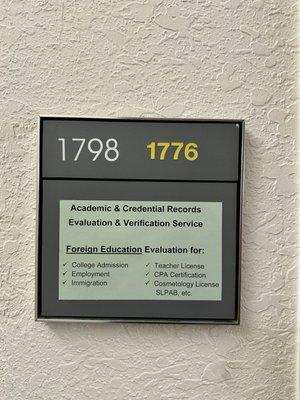 1798 1776
Academic & Credential Records
Evaluation & Verification Service
Foreign Education Evaluation for:
✓ College Admission ✓ Teacher License
✓ Employment ✓ CPA Certification
✓ Immigration ✓ Cosmetology License
SLPAB, etc.